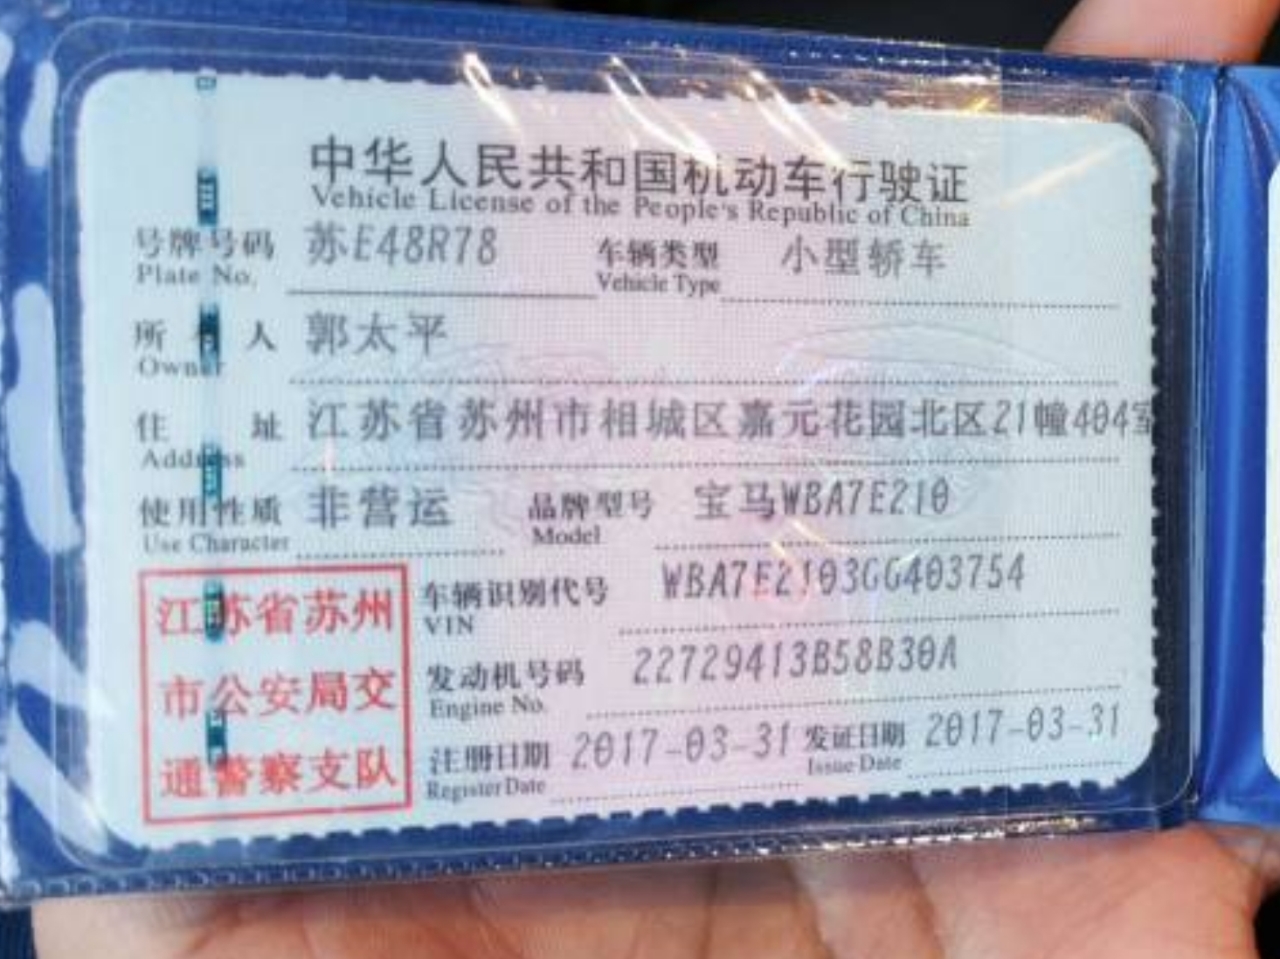 中华人民共和国机动车行驶证
Vehicle License of the People's Republic of China
号牌号码 苏E48R78 车辆类型 小型轿车
Plate No. Vehicle Type
所有人 郭太平
Owner
住址 江苏省苏州市相城区嘉元花园北区21幢404室
Address
使用性质 非营运 品牌型号 宝马WBA7E210
Use Character Model
江苏省苏州
市公安局交
通警察支队
车辆识别代号 WBA7E2103GG403754
VIN
发动机号码 22729413B58B30A
Engine No.
注册日期 2017-03-31 发证日期 2017-03-31
Register Date Issue Date